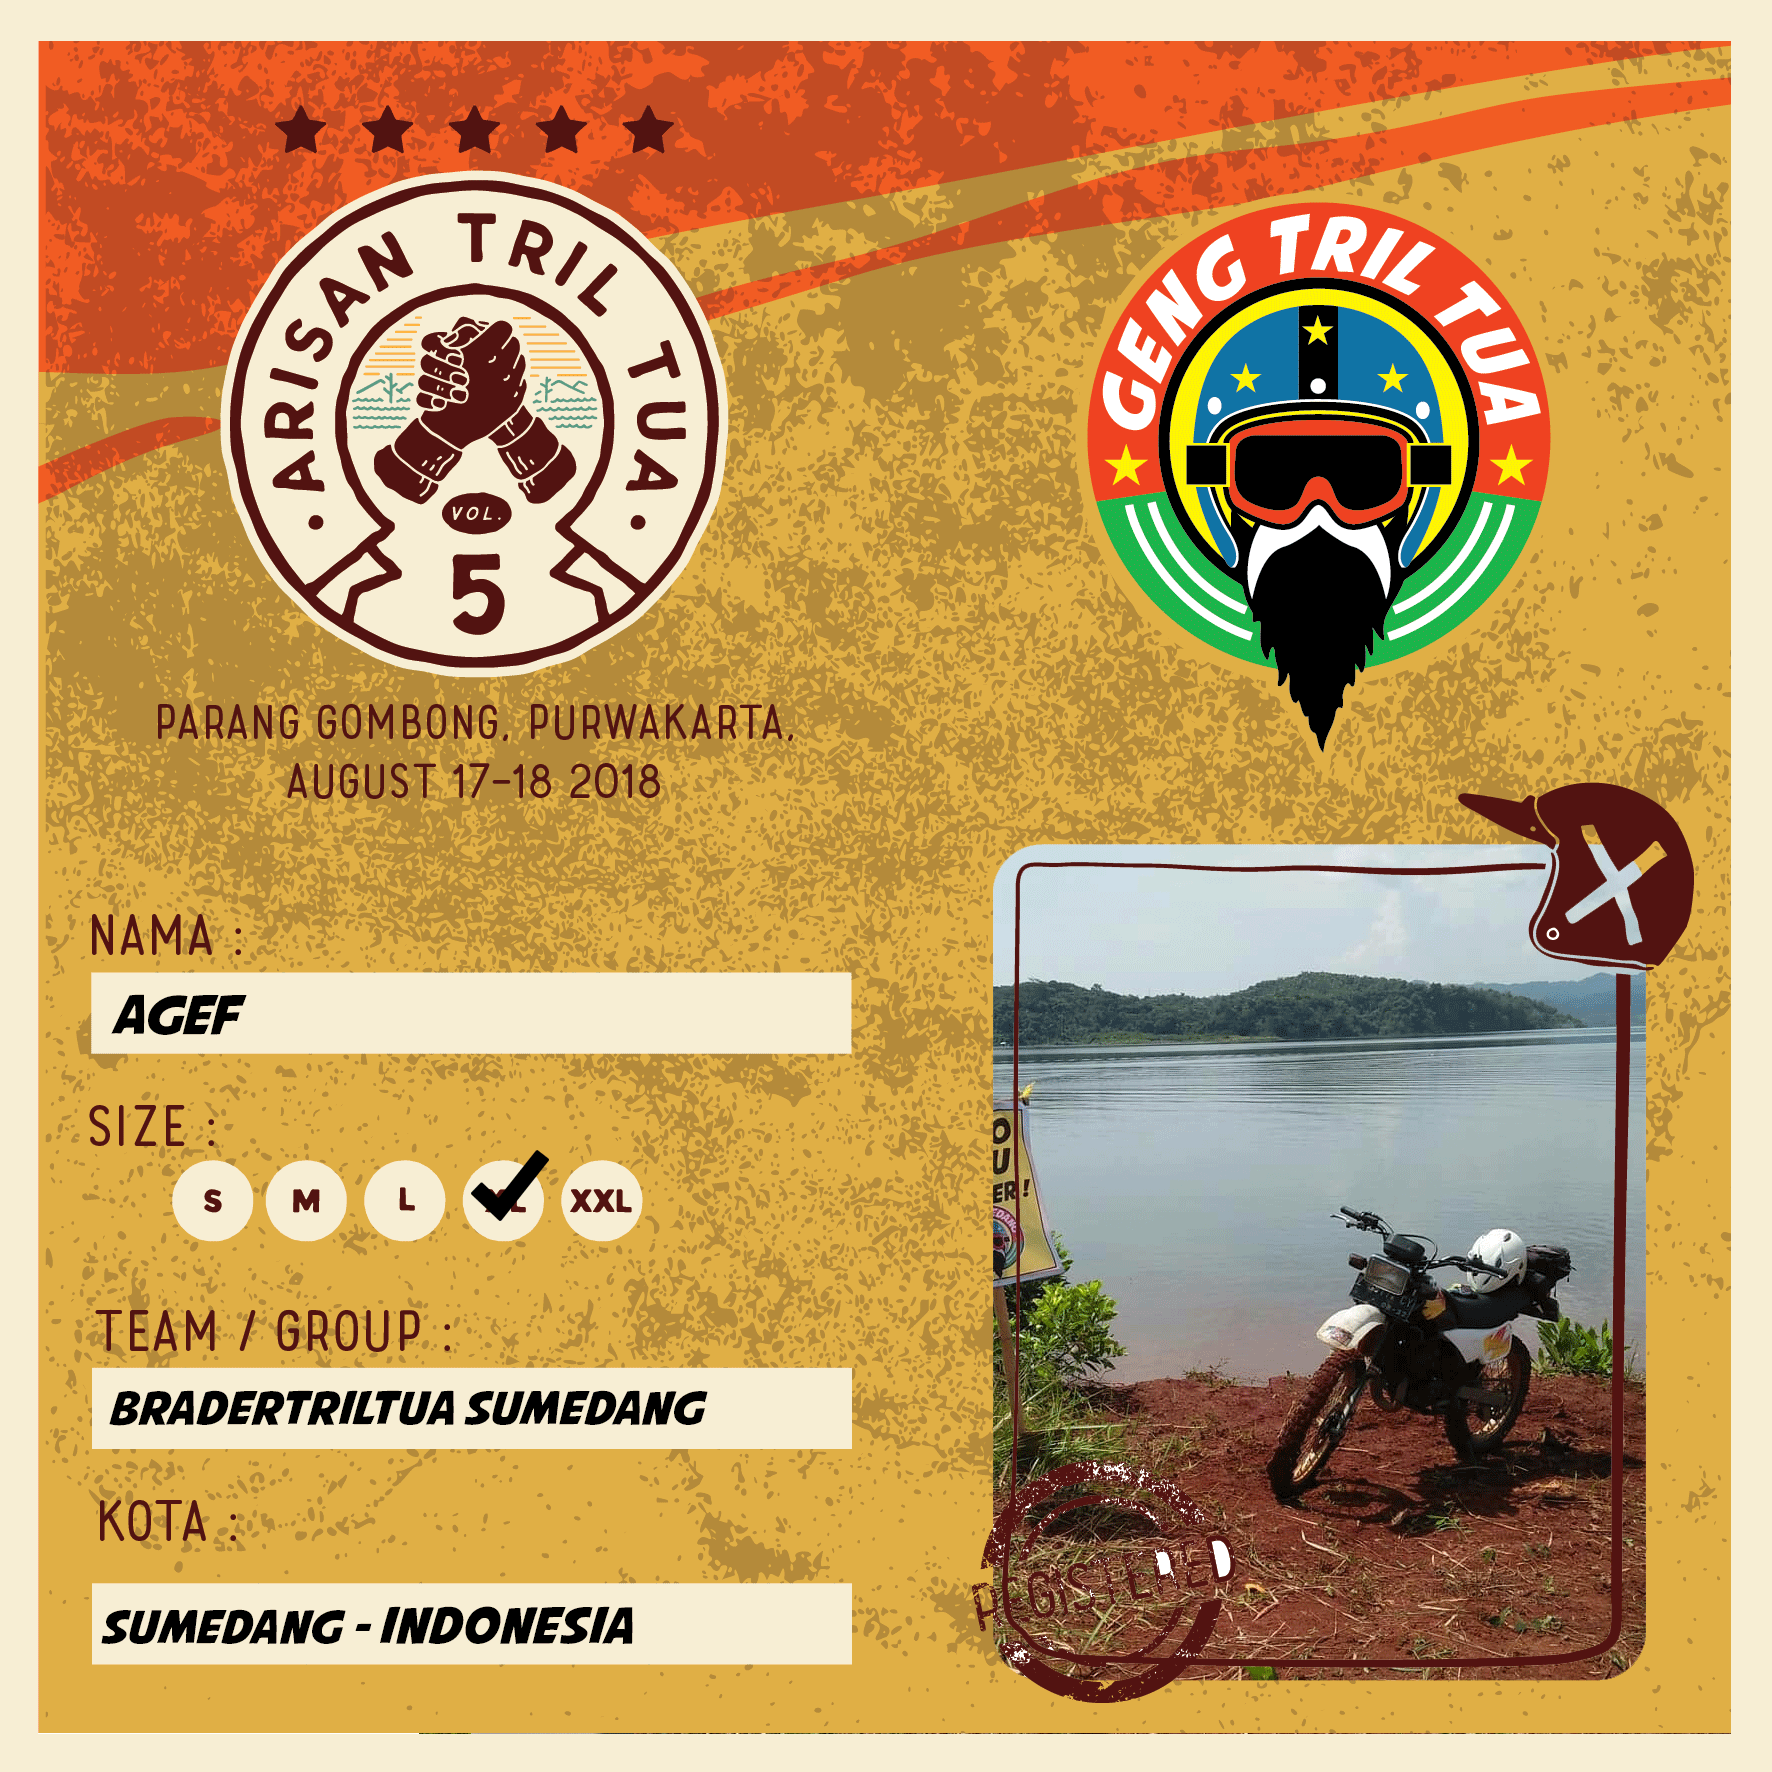 ARISAN TRIL TUA
VOL.
5
GENG TRIL TUA
PARANG GOMBONG, PURWAKARTA,
AUGUST 17-18 2018
NAMA :
AGEF
SIZE :
S M L XL XXL
TEAM / GROUP :
BRADERTRILTUA SUMEDANG
KOTA :
SUMEDANG - INDONESIA
REGISTERED